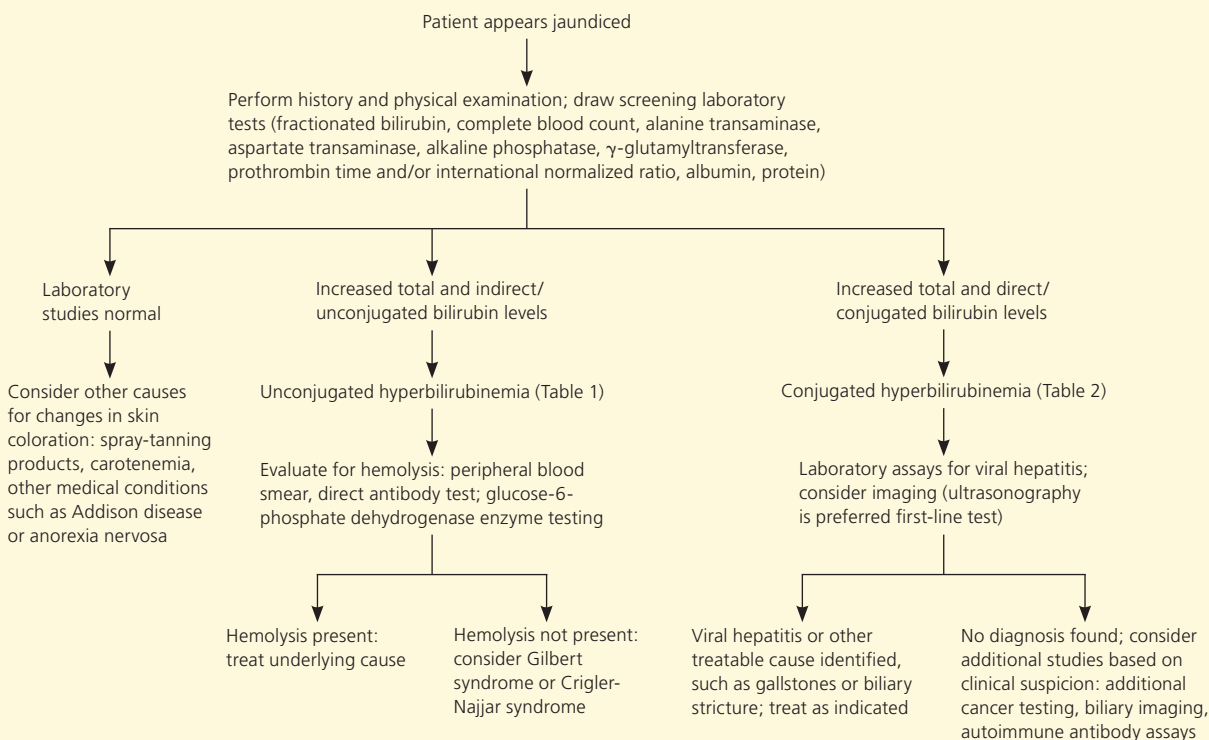 Patient appears jaundiced
Perform history and physical examination; draw screening laboratory
tests (fractionated bilirubin, complete blood count, alanine transaminase,
aspartate transaminase, alkaline phosphatase, γ-glutamyltransferase,
prothrombin time and/or international normalized ratio, albumin, protein)
Laboratory
studies normal
Consider other causes
for changes in skin
coloration: spray-tanning
products, carotenemia,
other medical conditions
such as Addison disease
or anorexia nervosa
Increased total and indirect/
unconjugated bilirubin levels
Unconjugated hyperbilirubinemia (Table 1)
Evaluate for hemolysis: peripheral blood
smear, direct antibody test; glucose-6-
phosphate dehydrogenase enzyme testing
Hemolysis present:
treat underlying cause
Hemolysis not present:
consider Gilbert
syndrome or Crigler-
Najjar syndrome
Increased total and direct/
conjugated bilirubin levels
Conjugated hyperbilirubinemia (Table 2)
Laboratory assays for viral hepatitis;
consider imaging (ultrasonography
is preferred first-line test)
Viral hepatitis or other
treatable cause identified,
such as gallstones or biliary
stricture; treat as indicated
No diagnosis found; consider
additional studies based on
clinical suspicion: additional
cancer testing, biliary imaging,
autoimmune antibody assays